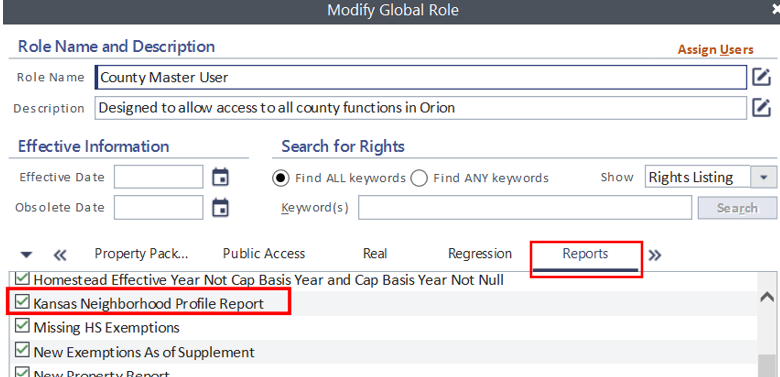 Modify Global Role
Role Name and Description
Assign Users
Role Name County Master User
Description Designed to allow access to all county functions in Orion
Effective Information Search for Rights
Effective Date Find ALL keywords Find ANY keywords Show Rights Listing
Obsolete Date Keyword(s) Search
Property Pack... Public Access Real Regression Reports
Homestead Effective Year Not Cap Basis Year and Cap Basis Year Not Null
Kansas Neighborhood Profile Report
Missing HS Exemptions
New Exemptions As of Supplement
New Property Report